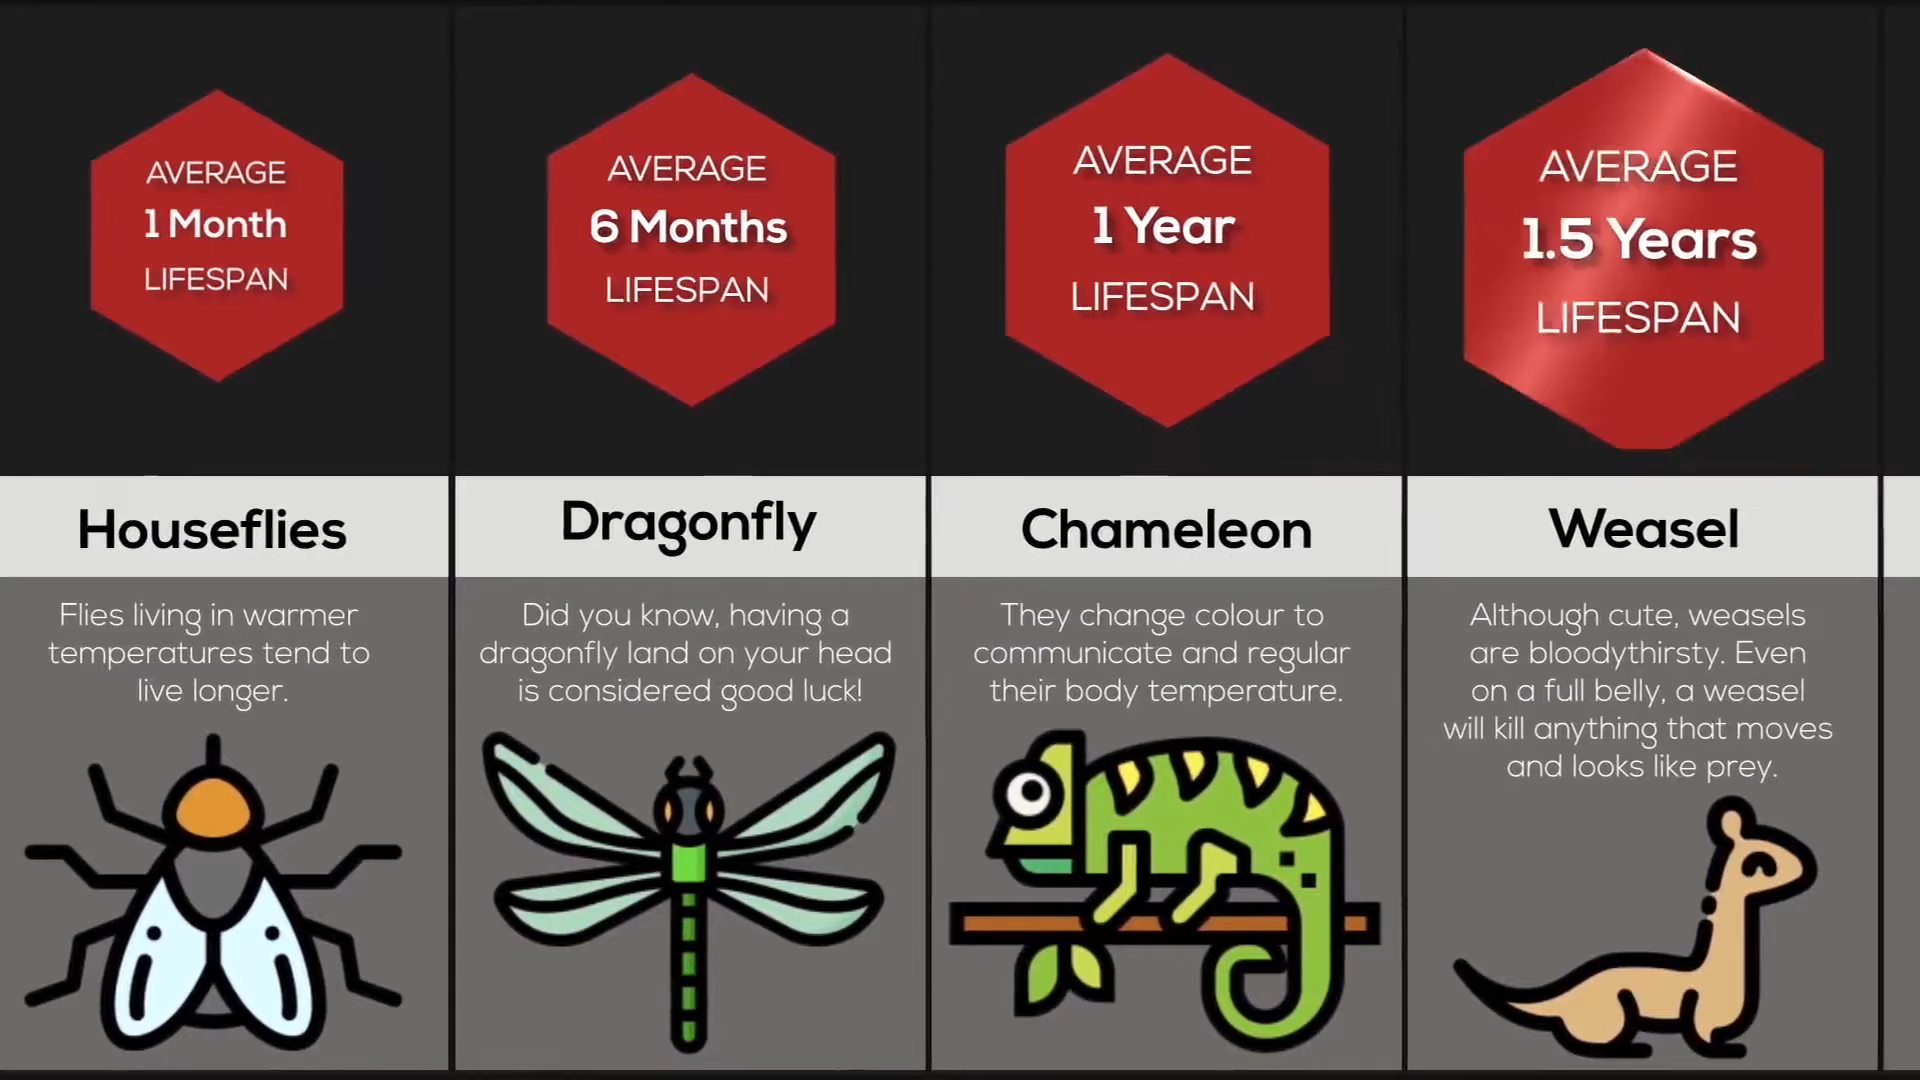 AVERAGE
1 Month
LIFESPAN
Houseflies
Flies living in warmer
temperatures tend to
live longer.
AVERAGE
6 Months
LIFESPAN
Dragonfly
Did you know, having a
dragonfly land on your head
is considered good luck!
AVERAGE
1 Year
LIFESPAN
Chameleon
They change colour to
communicate and regular
their body temperature.
AVERAGE
1.5 Years
LIFESPAN
Weasel
Although cute, weasels
are bloodythirsty. Even
on a full belly, a weasel
will kill anything that moves
and looks like prey.